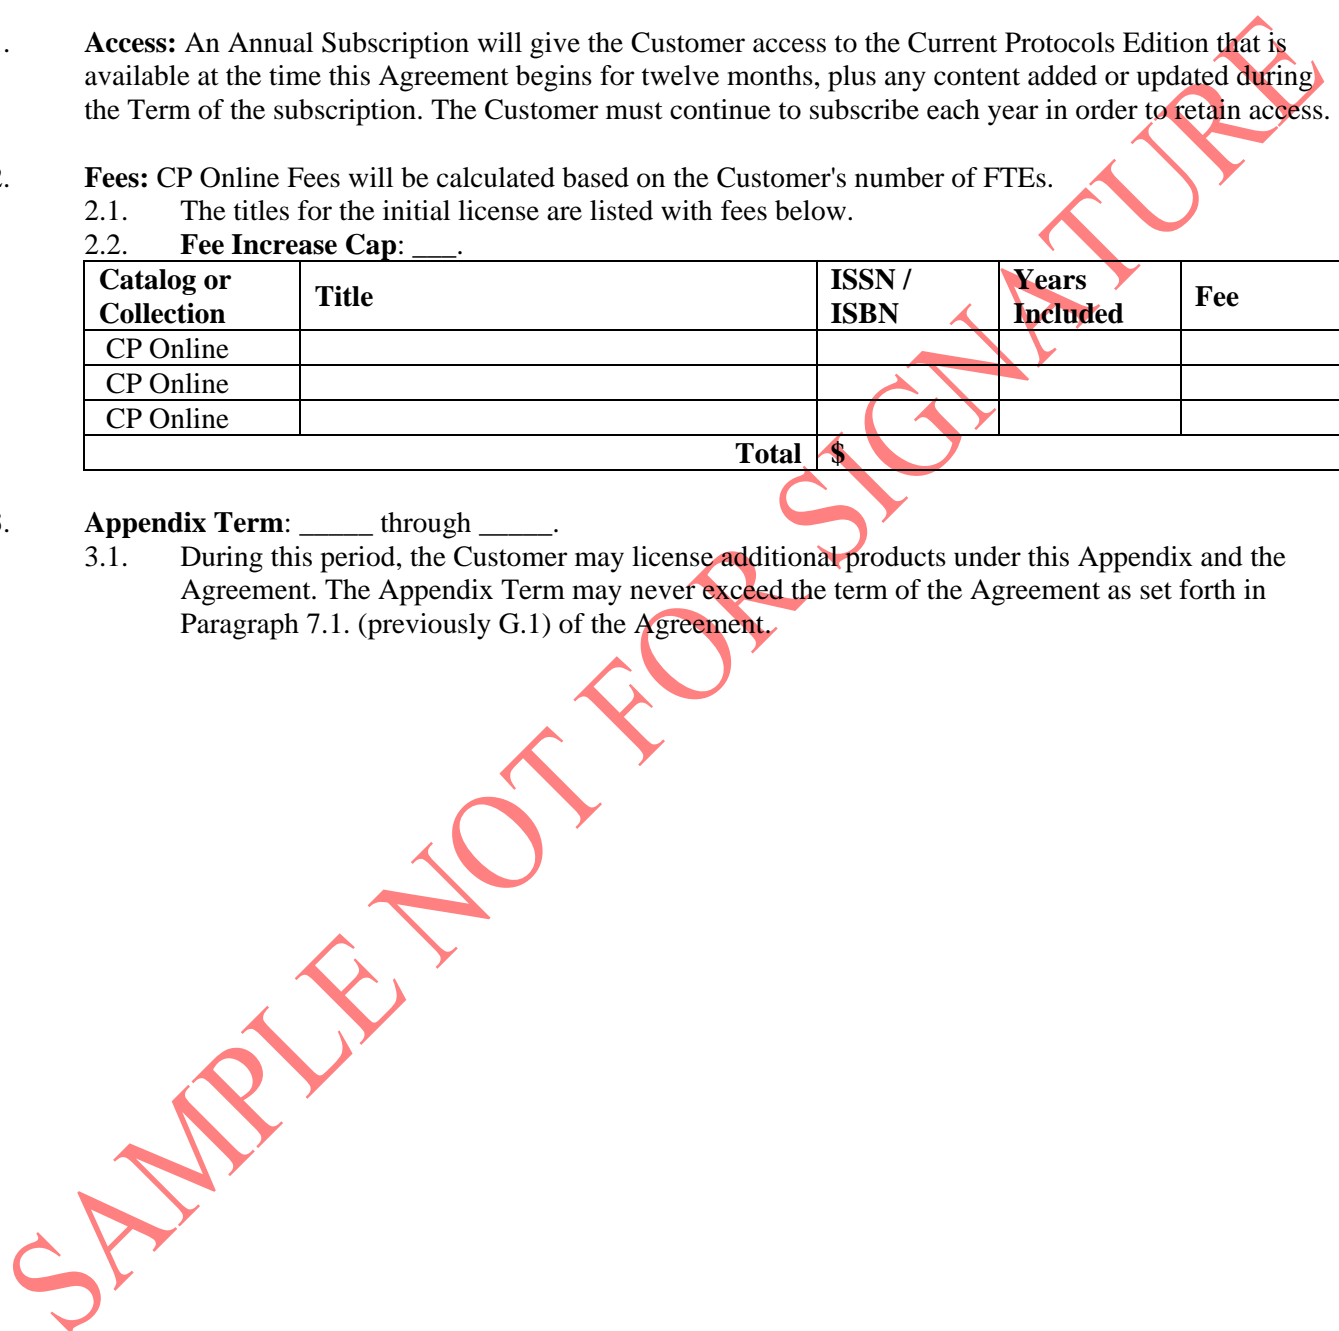 . Access: An Annual Subscription will give the Customer access to the Current Protocols Edition that is
available at the time this Agreement begins for twelve months, plus any content added or updated during
the Term of the subscription. The Customer must continue to subscribe each year in order to retain access.
2. Fees: CP Online Fees will be calculated based on the Customer's number of FTEs.
2.1. The titles for the initial license are listed with fees below.
2.2. Fee Increase Cap: ___.
Catalog or Collection Title ISSN / ISBN Years Included Fee
CP Online
CP Online
CP Online
Total $
3. Appendix Term: _____ through _____.
3.1. During this period, the Customer may license additional products under this Appendix and the
Agreement. The Appendix Term may never exceed the term of the Agreement as set forth in
Paragraph 7.1. (previously G.1) of the Agreement.
SAMPLE NOT FOR SIGNATURE